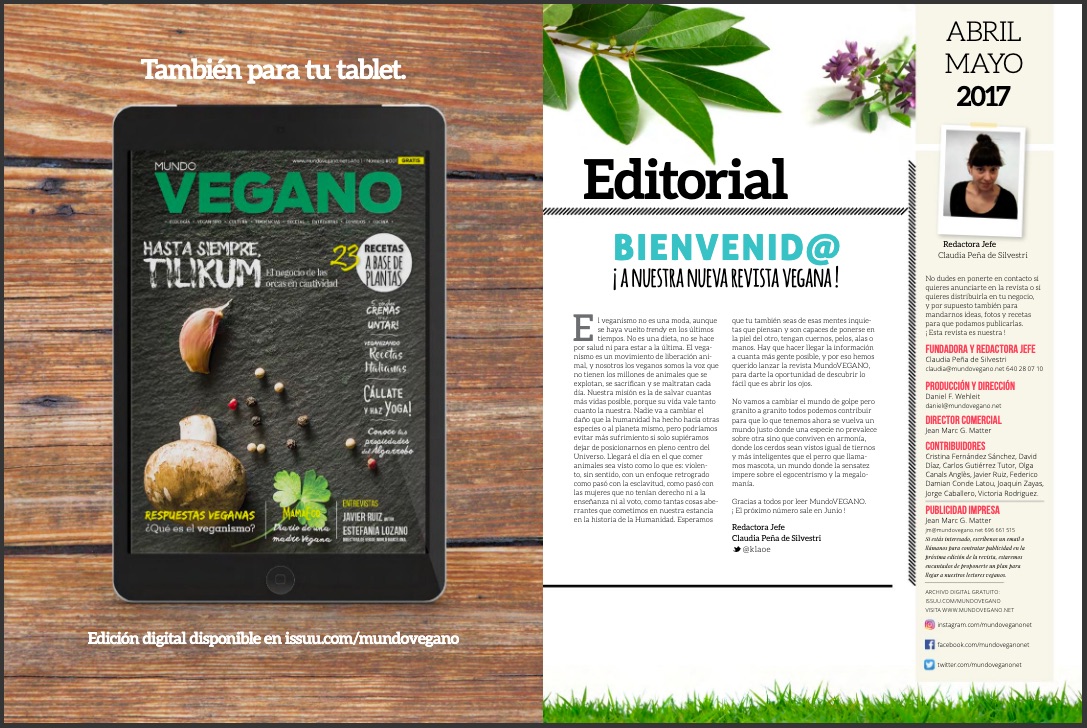 También para tu tablet.
MUNDO
www.mundovegano.net
GRATIS
VEGANO
HASTA SIEMPRE,
TILIKUM
El negocio de las
orcas en cautividad
23
RECETAS
A BASE DE
PLANTAS
CREMAS
UNTAR!
Recetas
Italianas
CÁLLATE
Y HAZ YOGA!
Conoce las
propiedades
del Algarrobo
MamaEco
Diario de una
madre vegana
RESPUESTAS VEGANAS
¿Qué es el veganismo?
ENTREVISTAS
JAVIER RUIZ
ESTEFANÍA LOZANO
Edición digital disponible en issuu.com/mundovegano
Editorial
BIENVENID@
¡ A NUESTRA NUEVA REVISTA VEGANA !
El veganismo no es una moda, aunque
se haya vuelto trendy en los últimos
tiempos. No es una dieta, no se hace
por salud ni para estar a la última. El vega-
nismo es un movimiento de liberación ani-
mal, y nosotros los veganos somos la voz que
no tienen los millones de animales que se
explotan, se sacrifican y se maltratan cada
día. Nuestra misión es la de salvar cuantas
más vidas posible, porque su vida vale tanto
cuanto la nuestra. Nadie va a cambiar el
daño que la humanidad ha hecho hacia otras
especies o al planeta mismo, pero podríamos
evitar más sufrimiento si solo supiéramos
dejar de posicionarnos en pleno centro del
Universo. Llegará el día en el que comer
animales sea visto como lo que es: violen-
to, sin sentido, con un enfoque retrogrado
como pasó con la esclavitud, como pasó con
las mujeres que no tenían derecho ni a la
enseñanza ni al voto, como tantas cosas abe-
rrantes que cometimos en nuestra estancia
en la historia de la Humanidad. Esperamos
que tu también seas de esas mentes inquie-
tas que piensan y son capaces de ponerse en
la piel del otro, tengan cuernos, pelos, alas o
manos. Hay que hacer llegar la información
a cuanta más gente posible, y por eso hemos
querido lanzar la revista MundoVEGANO,
para darte la oportunidad de descubrir lo
fácil que es abrir los ojos.
No vamos a cambiar el mundo de golpe pero
granito a granito todos podemos contribuir
para que lo que tenemos ahora se vuelva un
mundo justo donde una especie no prevalece
sobre otra sino que conviven en armonía,
donde los cerdos sean vistos igual de tiernos
y más inteligentes que el perro que llama-
mos mascota, un mundo donde la sensatez
impere sobre el egocentrismo y la megalo-
manía.
Gracias a todos por leer MundoVEGANO.
¡ El próximo número sale en Junio !
Redactora Jefe
Claudia Peña de Silvestri
@klaoe
ABRIL
MAYO
2017
Redactora Jefe
Claudia Peña de Silvestri
No dudes en ponerte en contacto si
quieres anunciarte en la revista o si
quieres distribuirla en tu negocio,
y por supuesto también para
mandarnos ideas, fotos y recetas
para que podamos publicarlas.
¡ Esta revista es nuestra !
FUNDADORA Y REDACTORA JEFE
Claudia Peña de Silvestri
claudia@mundovegano.net 640 28 07 10
PRODUCCIÓN Y DIRECCIÓN
Daniel F. Wehleit
daniel@mundovegano.net
DIRECTOR COMERCIAL
Jean Marc G. Matter
CONTRIBUIDORES
Cristina Fernández Sánchez, David
Díaz, Carlos Gutiérrez Tutor, Olga
Canals Anglès, Javier Ruiz, Federico
Damian Conde Latou, Joaquin Zayas,
Jorge Caballero, Victoria Rodriguez
PUBLICIDAD IMPRESA
Jean Marc G. Matter
jm@mundovegano.net 696 661 515
Si estás interesado, escríbenos un email o
llámanos para contratar publicidad en la
próxima edición de la revista, estaremos
encantados de proponerte un plan para
llegar a nuestros lectores veganos.
ARCHIVO DIGITAL GRATUITO:
ISSUU.COM/MUNDOVEGANO
VISITA WWW.MUNDOVEGANO.NET
instagram.com/mundoveganonet
facebook.com/mundoveganonet
twitter.com/mundoveganonet